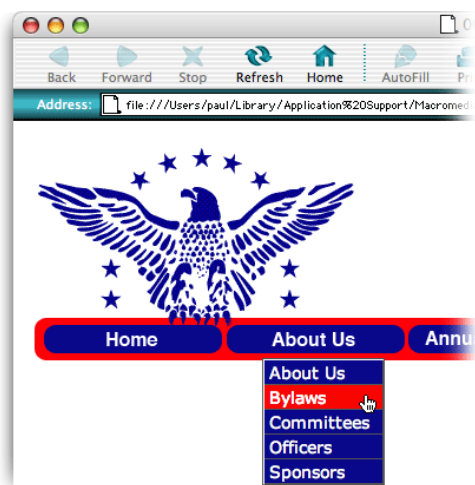 Back Forward Stop Refresh Home AutoFill
Address: file:///Users/paul/Library/Application%20Support/Macromedi
Home About Us Annu
About Us
Bylaws
Committees
Officers
Sponsors